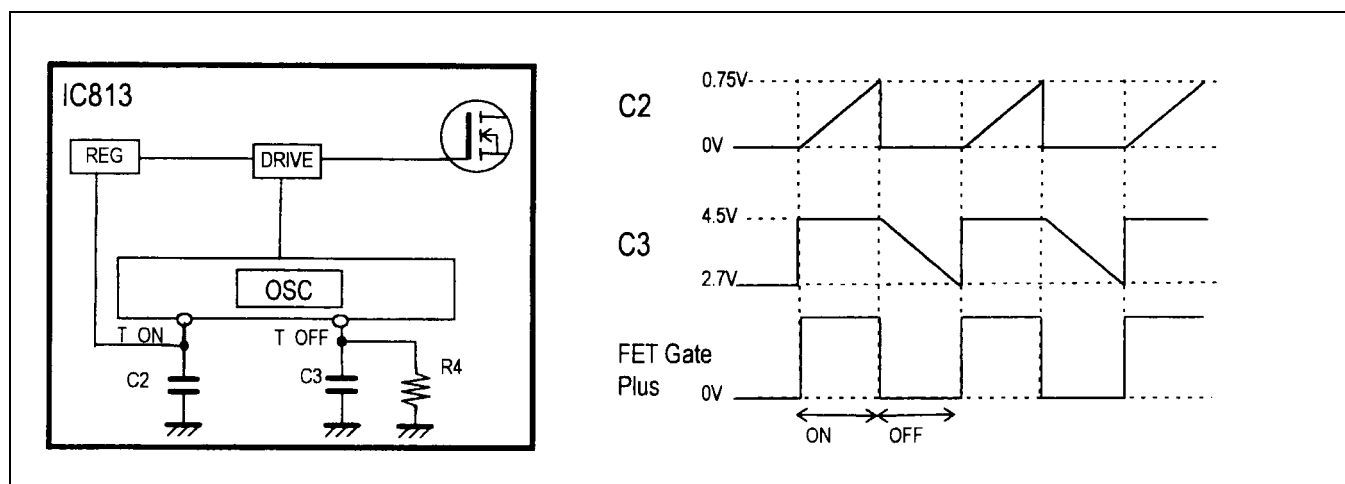 IC813
REG
DRIVE
OSC
T ON
T OFF
C2
C3
R4
C2
0.75V
0V
C3
4.5V
2.7V
FET Gate
Plus
0V
ON
OFF